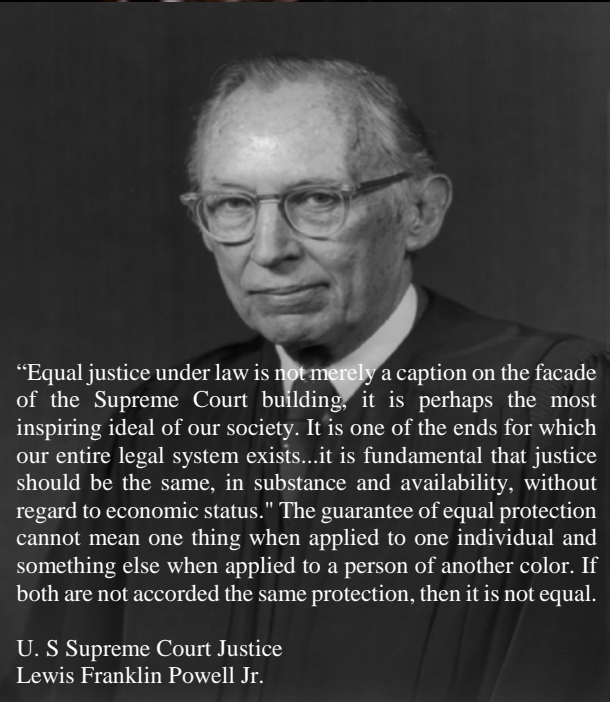 “Equal justice under law is not merely a caption on the facade
of the Supreme Court building, it is perhaps the most
inspiring ideal of our society. It is one of the ends for which
our entire legal system exists...it is fundamental that justice
should be the same, in substance and availability, without
regard to economic status." The guarantee of equal protection
cannot mean one thing when applied to one individual and
something else when applied to a person of another color. If
both are not accorded the same protection, then it is not equal.
U. S Supreme Court Justice
Lewis Franklin Powell Jr.